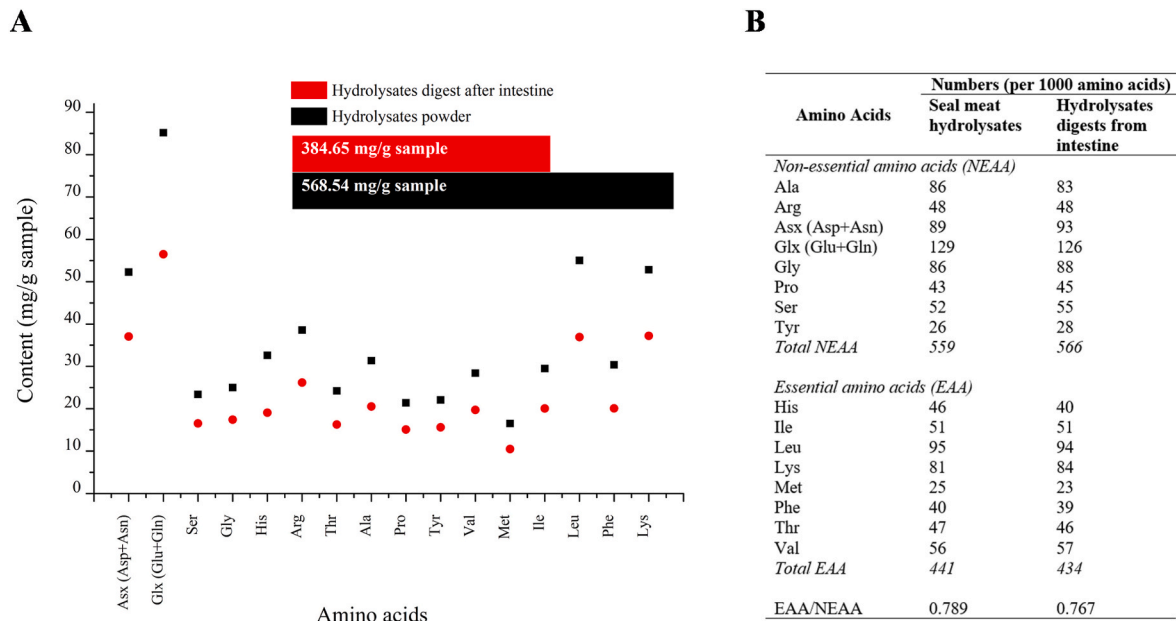 A
Hydrolysates digest after intestine
Hydrolysates powder
384.65 mg/g sample
568.54 mg/g sample
Content (mg/g sample)
90
80
70
60
50
40
30
20
10
0
Asx (Asp+Asn)
Glx (Glu+Gln)
Ser
Gly
His
Arg
Thr
Ala
Pro
Tyr
Val
Met
Ile
Leu
Phe
Lys
Amino acids
B
Numbers (per 1000 amino acids)
Amino Acids Seal meat hydrolysates Hydrolysates digests from intestine
Non-essential amino acids (NEAA)
Ala 86 83
Arg 48 48
Asx (Asp+Asn) 89 93
Glx (Glu+Gln) 129 126
Gly 86 88
Pro 43 45
Ser 52 55
Tyr 26 28
Total NEAA 559 566
Essential amino acids (EAA)
His 46 40
Ile 51 51
Leu 95 94
Lys 81 84
Met 25 23
Phe 40 39
Thr 47 46
Val 56 57
Total EAA 441 434
EAA/NEAA 0.789 0.767